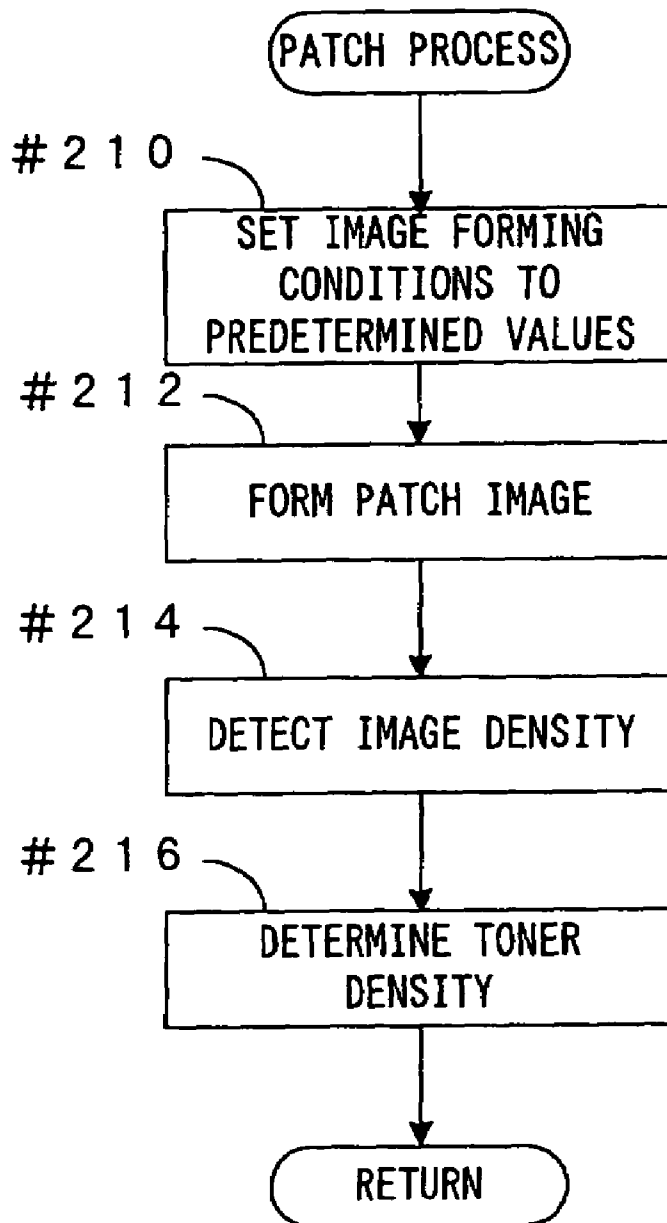 PATCH PROCESS
#210
SET IMAGE FORMING
CONDITIONS TO
PREDETERMINED VALUES
#212
FORM PATCH IMAGE
#214
DETECT IMAGE DENSITY
#216
DETERMINE TONER
DENSITY
RETURN